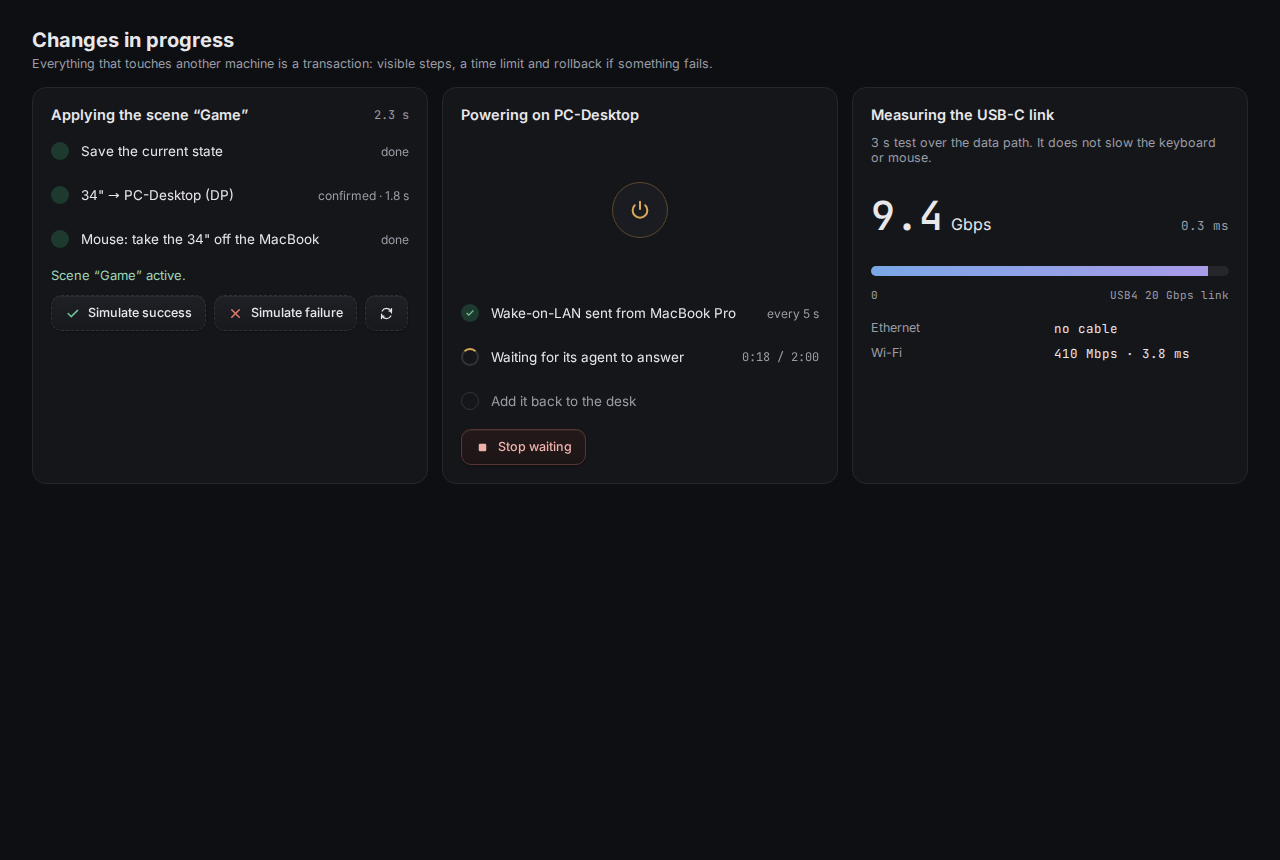 Changes in progress
Everything that touches another machine is a transaction: visible steps, a time limit and rollback if something fails.
Applying the scene “Game”
2.3 s
Save the current state
done
34" → PC-Desktop (DP)
confirmed · 1.8 s
Mouse: take the 34" off the MacBook
done
Scene “Game” active.
Simulate success
Simulate failure
Powering on PC-Desktop
Wake-on-LAN sent from MacBook Pro
every 5 s
Waiting for its agent to answer
0:18 / 2:00
Add it back to the desk
Stop waiting
Measuring the USB-C link
3 s test over the data path. It does not slow the keyboard
or mouse.
9.4 Gbps
0.3 ms
0
USB4 20 Gbps link
Ethernet
no cable
Wi-Fi
410 Mbps · 3.8 ms